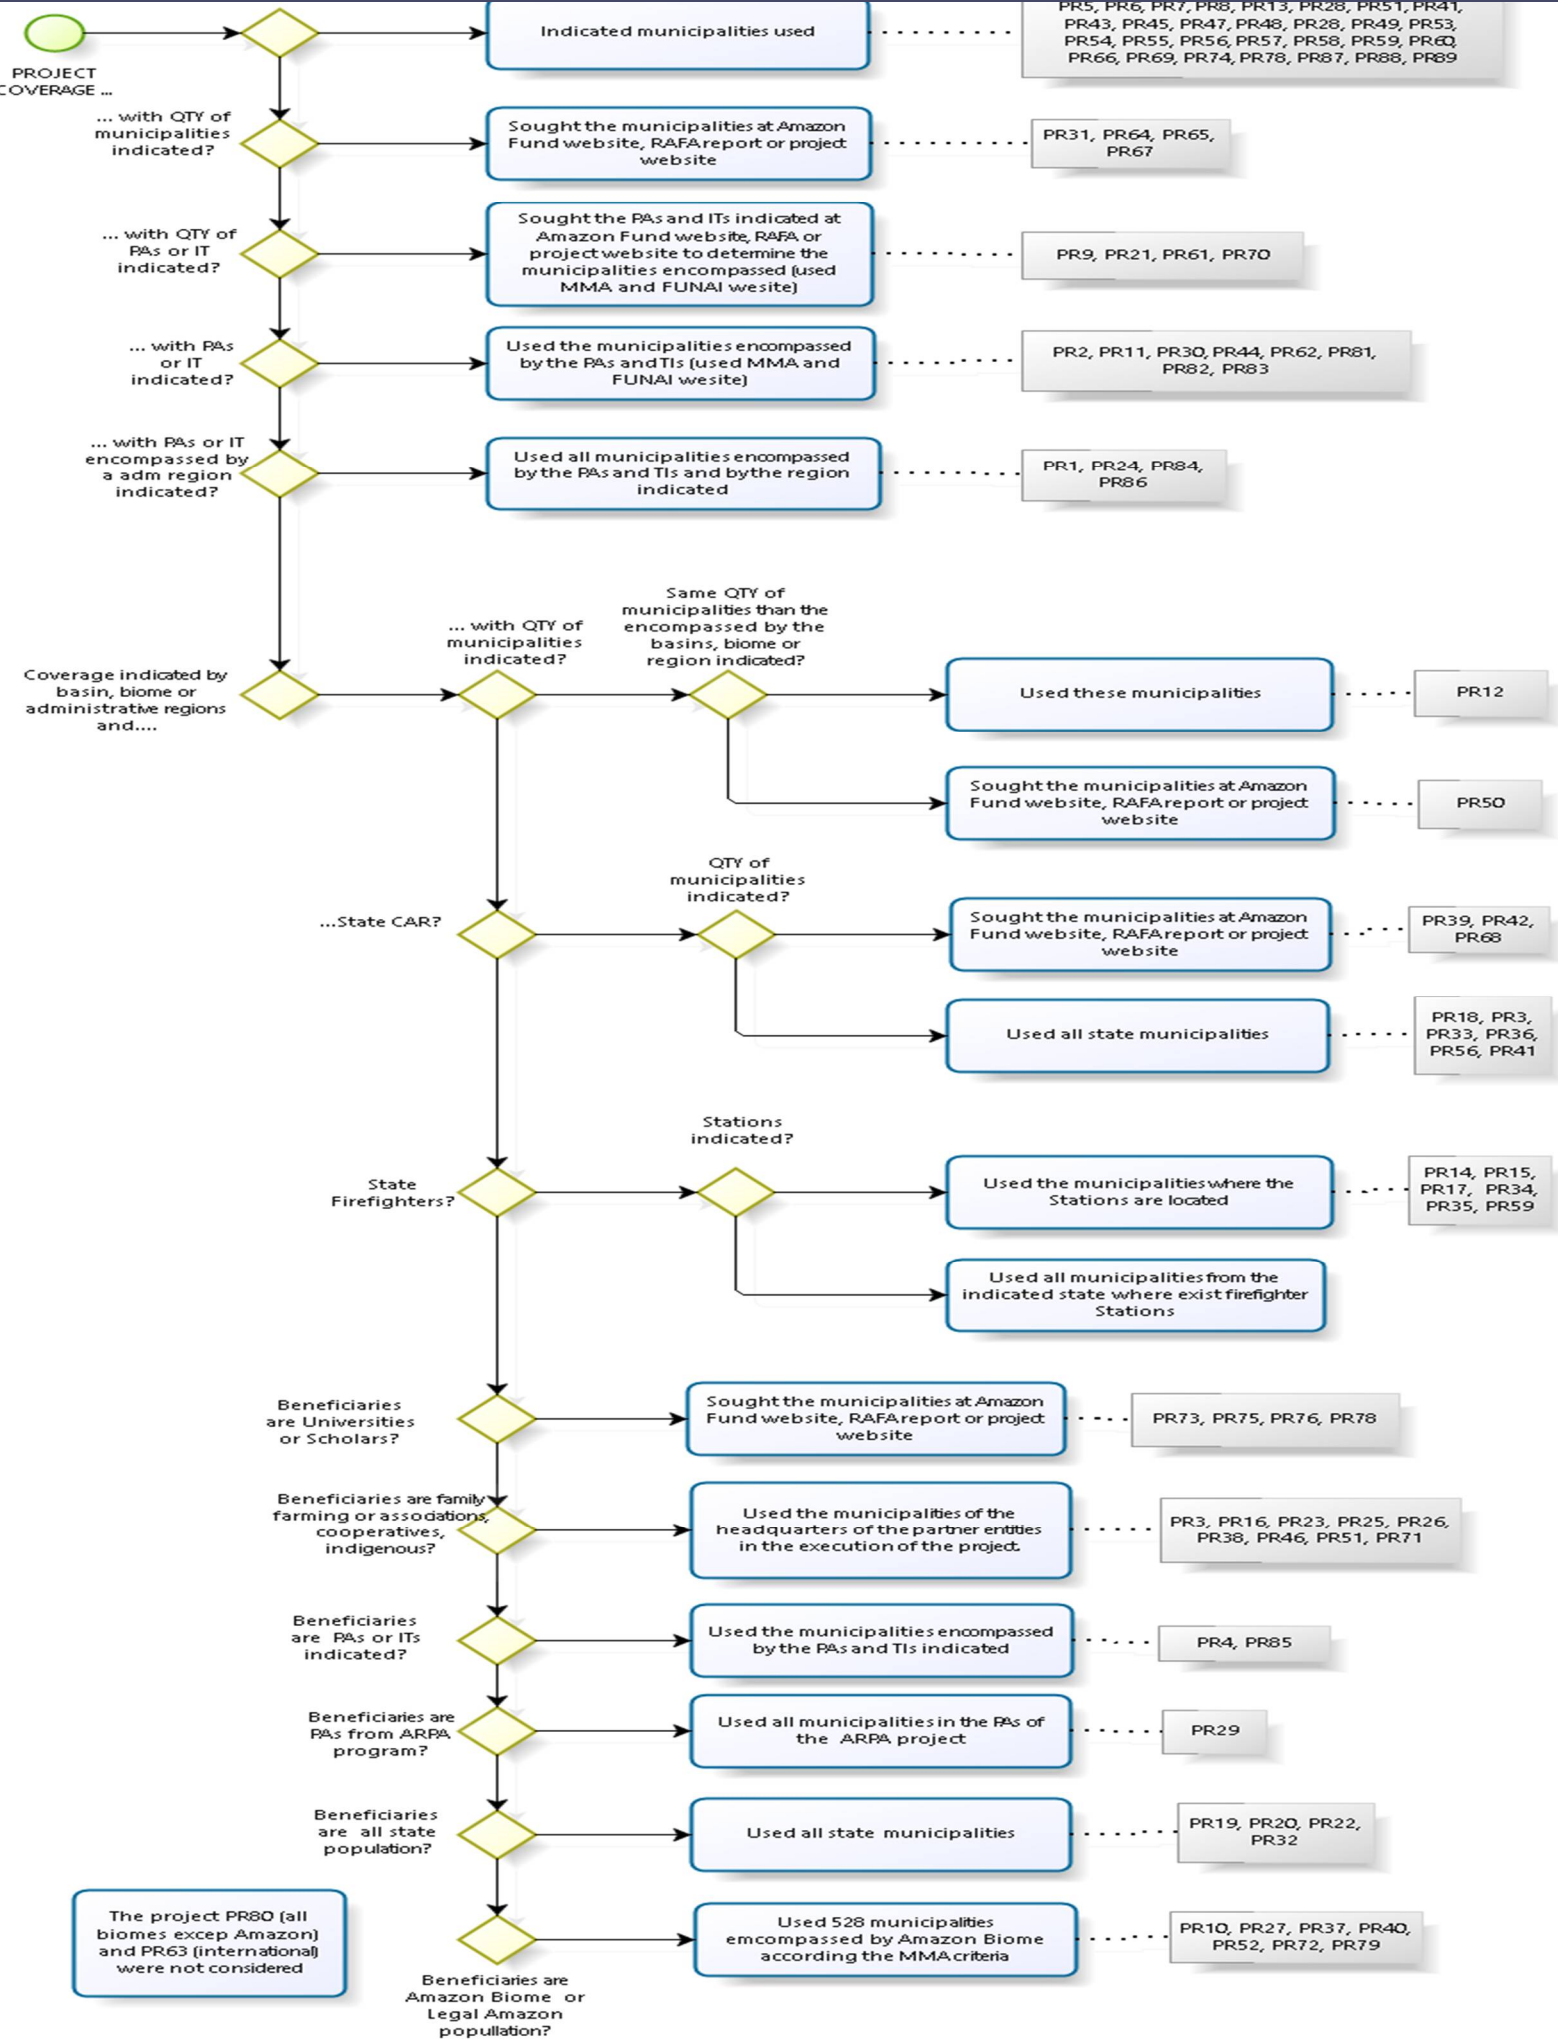 PR5, PR6, PR7, PR8, PR13, PR28, PR51, PR41,
Indicated municipalities used
PR43, PR45, PR47, PR48, PR28, PR49, PR53,
PR54, PR55, PR56, PR57, PR58, PR59, PR60,
PR66, PR69, PR74, PR78, PR87, PR88, PR89
PROJECT
COVERAGE ...
... with QTY of
municipalities
indicated?
Sought the municipalities at Amazon
Fund website, RAFA report or project
website
PR31, PR64, PR65,
PR67
... with QTY of
PAs or IT
indicated?
Sought the PAs and ITs indicated at
Amazon Fund website, RAFA or
project website to determine the
municipalities encompassed (used
MMA and FUNAI wesite)
PR9, PR21, PR61, PR70
... with PAs
or IT
indicated?
Used the municipalities encompassed
by the PAs and TIs (used MMA and
FUNAI wesite)
PR2, PR11, PR30, PR44, PR62, PR81,
PR82, PR83
... with PAs or IT
encompassed by
a adm region
indicated?
Used all municipalities encompassed
by the PAs and TIs and by the region
indicated
PR1, PR24, PR84,
PR86
Coverage indicated by
basin, biome or
administrative regions
and....
... with QTY of
municipalities
indicated?
Same QTY of
municipalities than the
encompassed by the
basins, biome or
region indicated?
Used these municipalities
PR12
Sought the municipalities at Amazon
Fund website, RAFA report or project
website
PR50
...State CAR?
QTY of
municipalities
indicated?
Sought the municipalities at Amazon
Fund website, RAFA report or project
website
PR39, PR42,
PR68
Used all state municipalities
PR18, PR3,
PR33, PR36,
PR56, PR41
State
Firefighters?
Stations
indicated?
Used the municipalities where the
Stations are located
PR14, PR15,
PR17, PR34,
PR35, PR59
Used all municipalities from the
indicated state where exist firefighter
Stations
Beneficiaries
are Universities
or Scholars?
Sought the municipalities at Amazon
Fund website, RAFA report or project
website
PR73, PR75, PR76, PR78
Beneficiaries are family
farming or associations,
cooperatives,
indigenous?
Used the municipalities of the
headquarters of the partner entities
in the execution of the project.
PR3, PR16, PR23, PR25, PR26,
PR38, PR46, PR51, PR71
Beneficiaries
are PAs or ITs
indicated?
Used the municipalities encompassed
by the PAs and TIs indicated
PR4, PR85
Beneficiaries are
PAs from ARPA
program?
Used all municipalities in the PAs of
the ARPA project
PR29
Beneficiaries
are all state
population?
Used all state municipalities
PR19, PR20, PR22,
PR32
The project PR80 (all
biomes excep Amazon)
and PR63 (international)
were not considered
Beneficiaries are
Amazon Biome or
Legal Amazon
popullation?
Used 528 municipalities
emcompassed by Amazon Biome
according the MMA criteria
PR10, PR27, PR37, PR40,
PR52, PR72, PR79